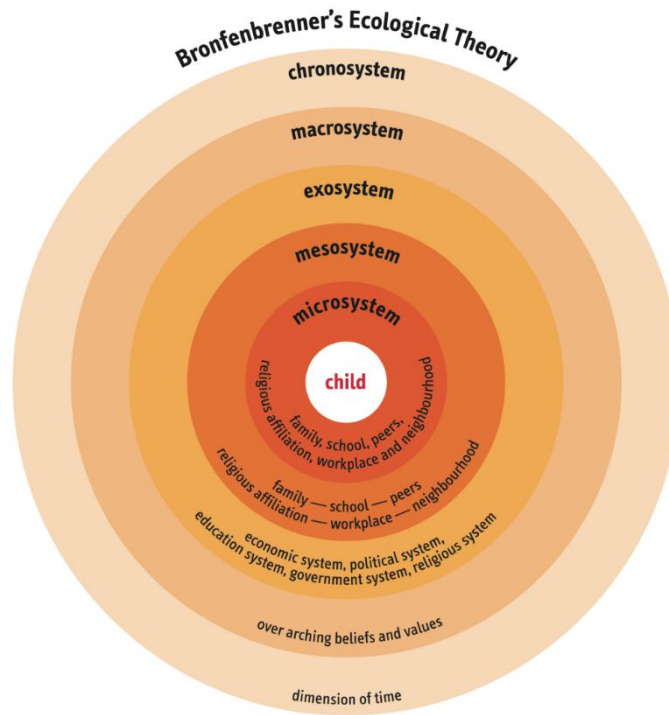 Bronfenbrenner's Ecological Theory
chronosystem
macrosystem
exosystem
mesosystem
microsystem
child
family, school, peers,
religious affiliation, workplace and neighbourhood
family — school — peers
religious affiliation — workplace — neighbourhood
economic system, political system,
education system, government system, religious system
over arching beliefs and values
dimension of time